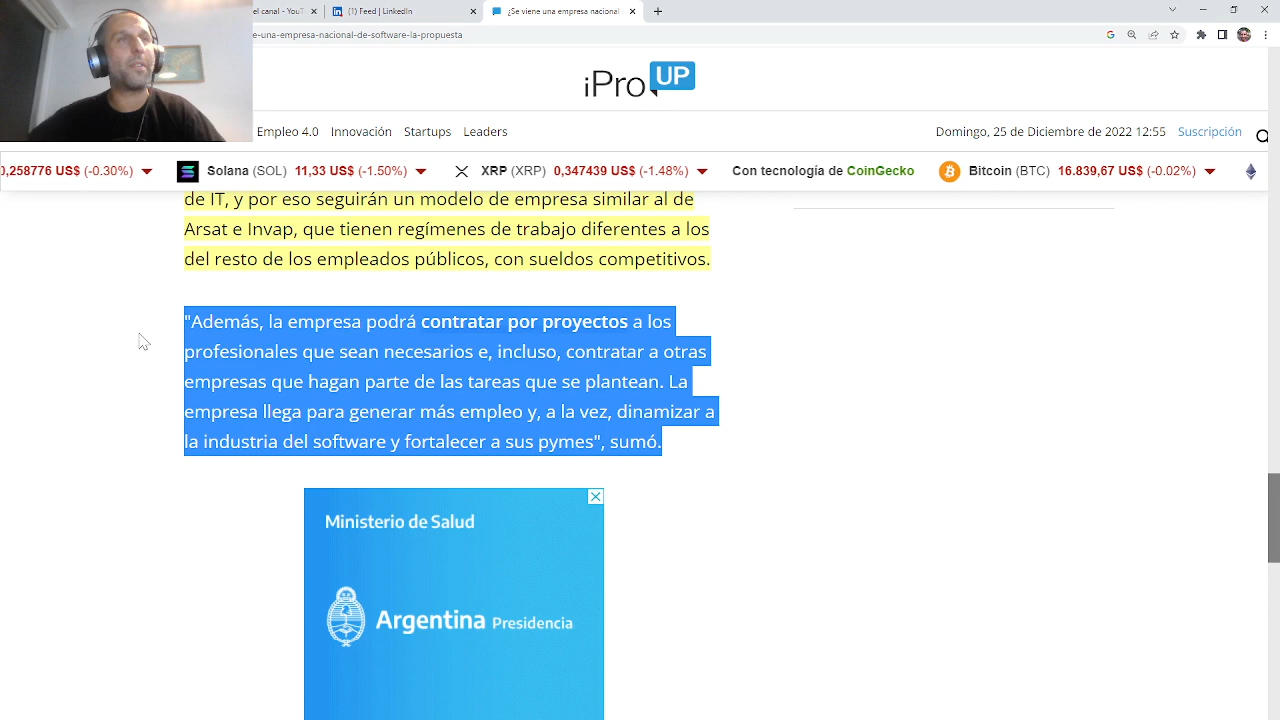 el canal - YouT
Feed | LinkedIn
¿Se viene una empresa nacional d
e-una-empresa-nacional-de-software-la-propuesta
iPro UP
Empleo 4.0 Innovación Startups Leaders
Domingo, 25 de Diciembre de 2022 12:55 Suscripción
0,258776 US$ (-0.30%) Solana (SOL) 11,33 US$ (-1.50%) XRP (XRP) 0,347439 US$ (-1.48%) Con tecnología de CoinGecko Bitcoin (BTC) 16.839,67 US$ (-0.02%)
de IT, y por eso seguirán un modelo de empresa similar al de
Arsat e Invap, que tienen regímenes de trabajo diferentes a los
del resto de los empleados públicos, con sueldos competitivos.
"Además, la empresa podrá contratar por proyectos a los
profesionales que sean necesarios e, incluso, contratar a otras
empresas que hagan parte de las tareas que se plantean. La
empresa llega para generar más empleo y, a la vez, dinamizar a
la industria del software y fortalecer a sus pymes", sumó.
Ministerio de Salud
Argentina Presidencia